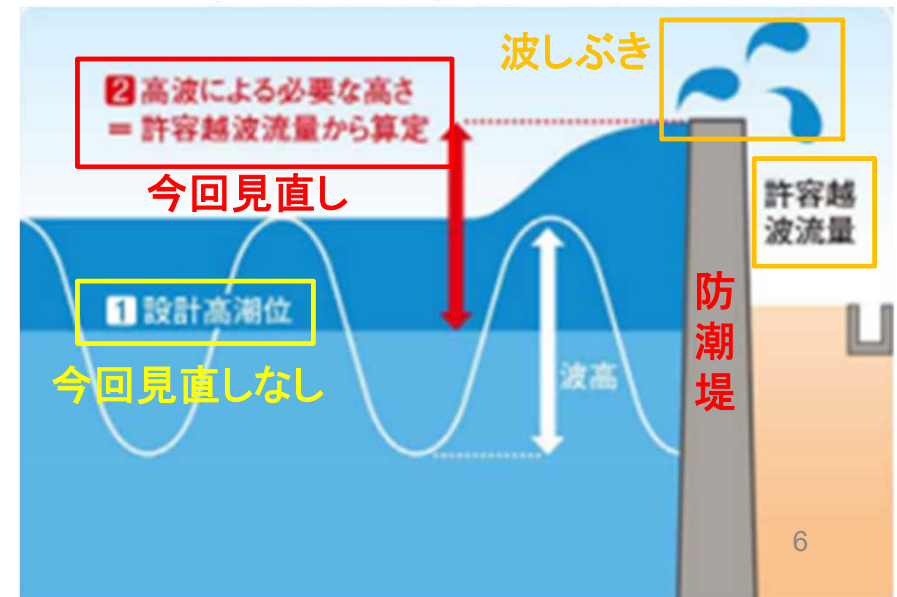 波しぶき
2 高波による必要な高さ
= 許容越波流量から算定
今回見直し
許容越
波流量
1 設計高潮位
今回見直しなし
波高
防
潮
堤
6